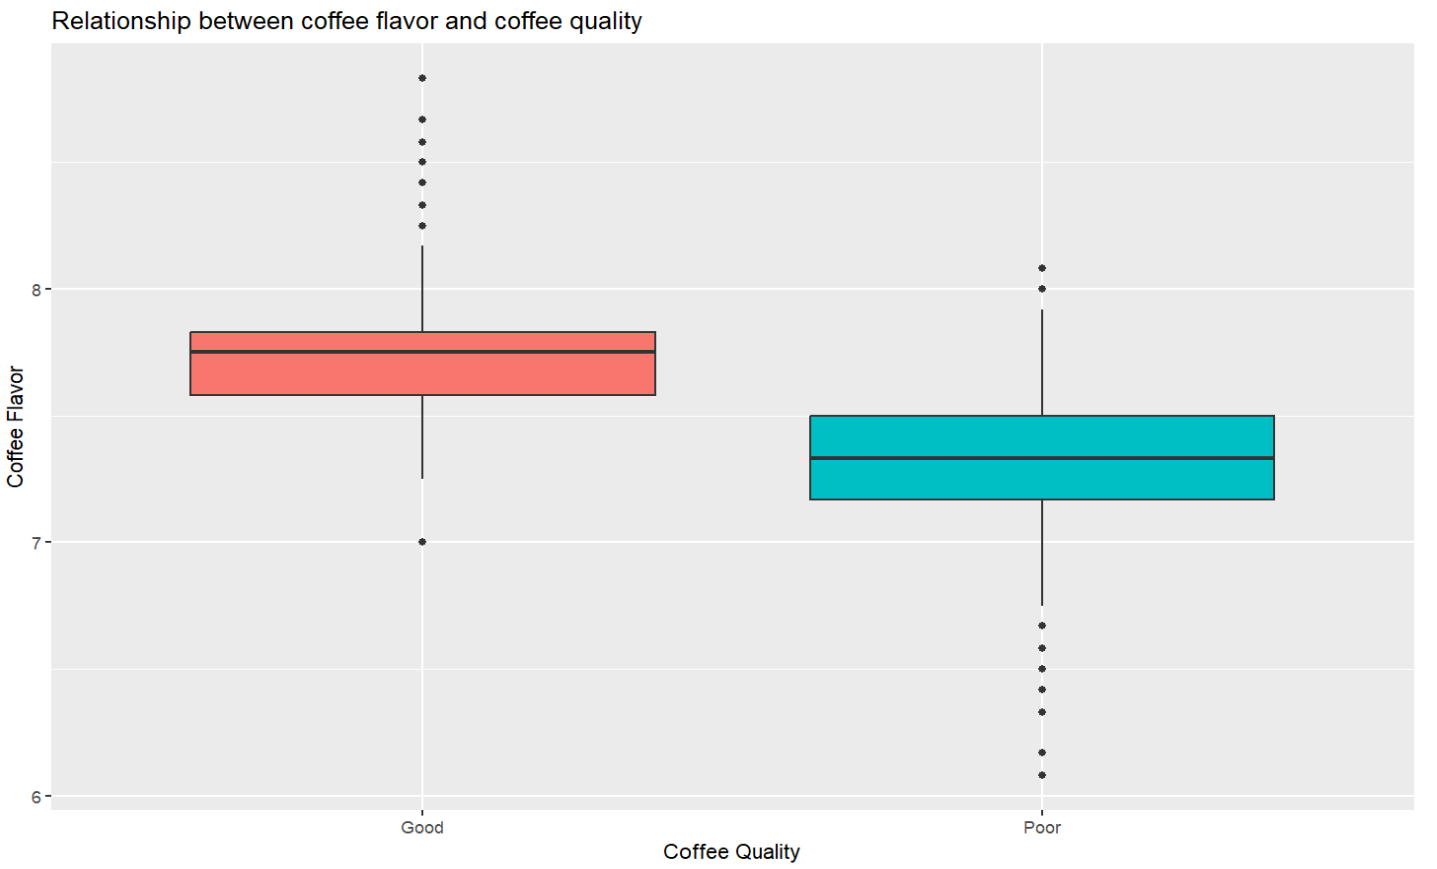 Relationship between coffee flavor and coffee quality
Coffee Flavor
8
7
6
Good
Poor
Coffee Quality